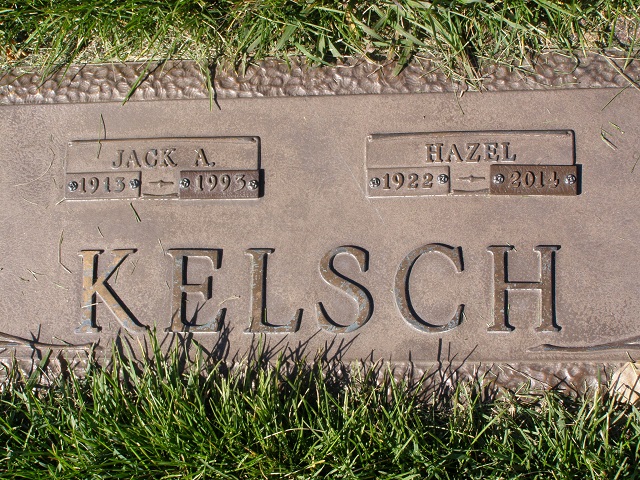 JACK A.
1913 1993
HAZEL
1922 2014
KELSCH